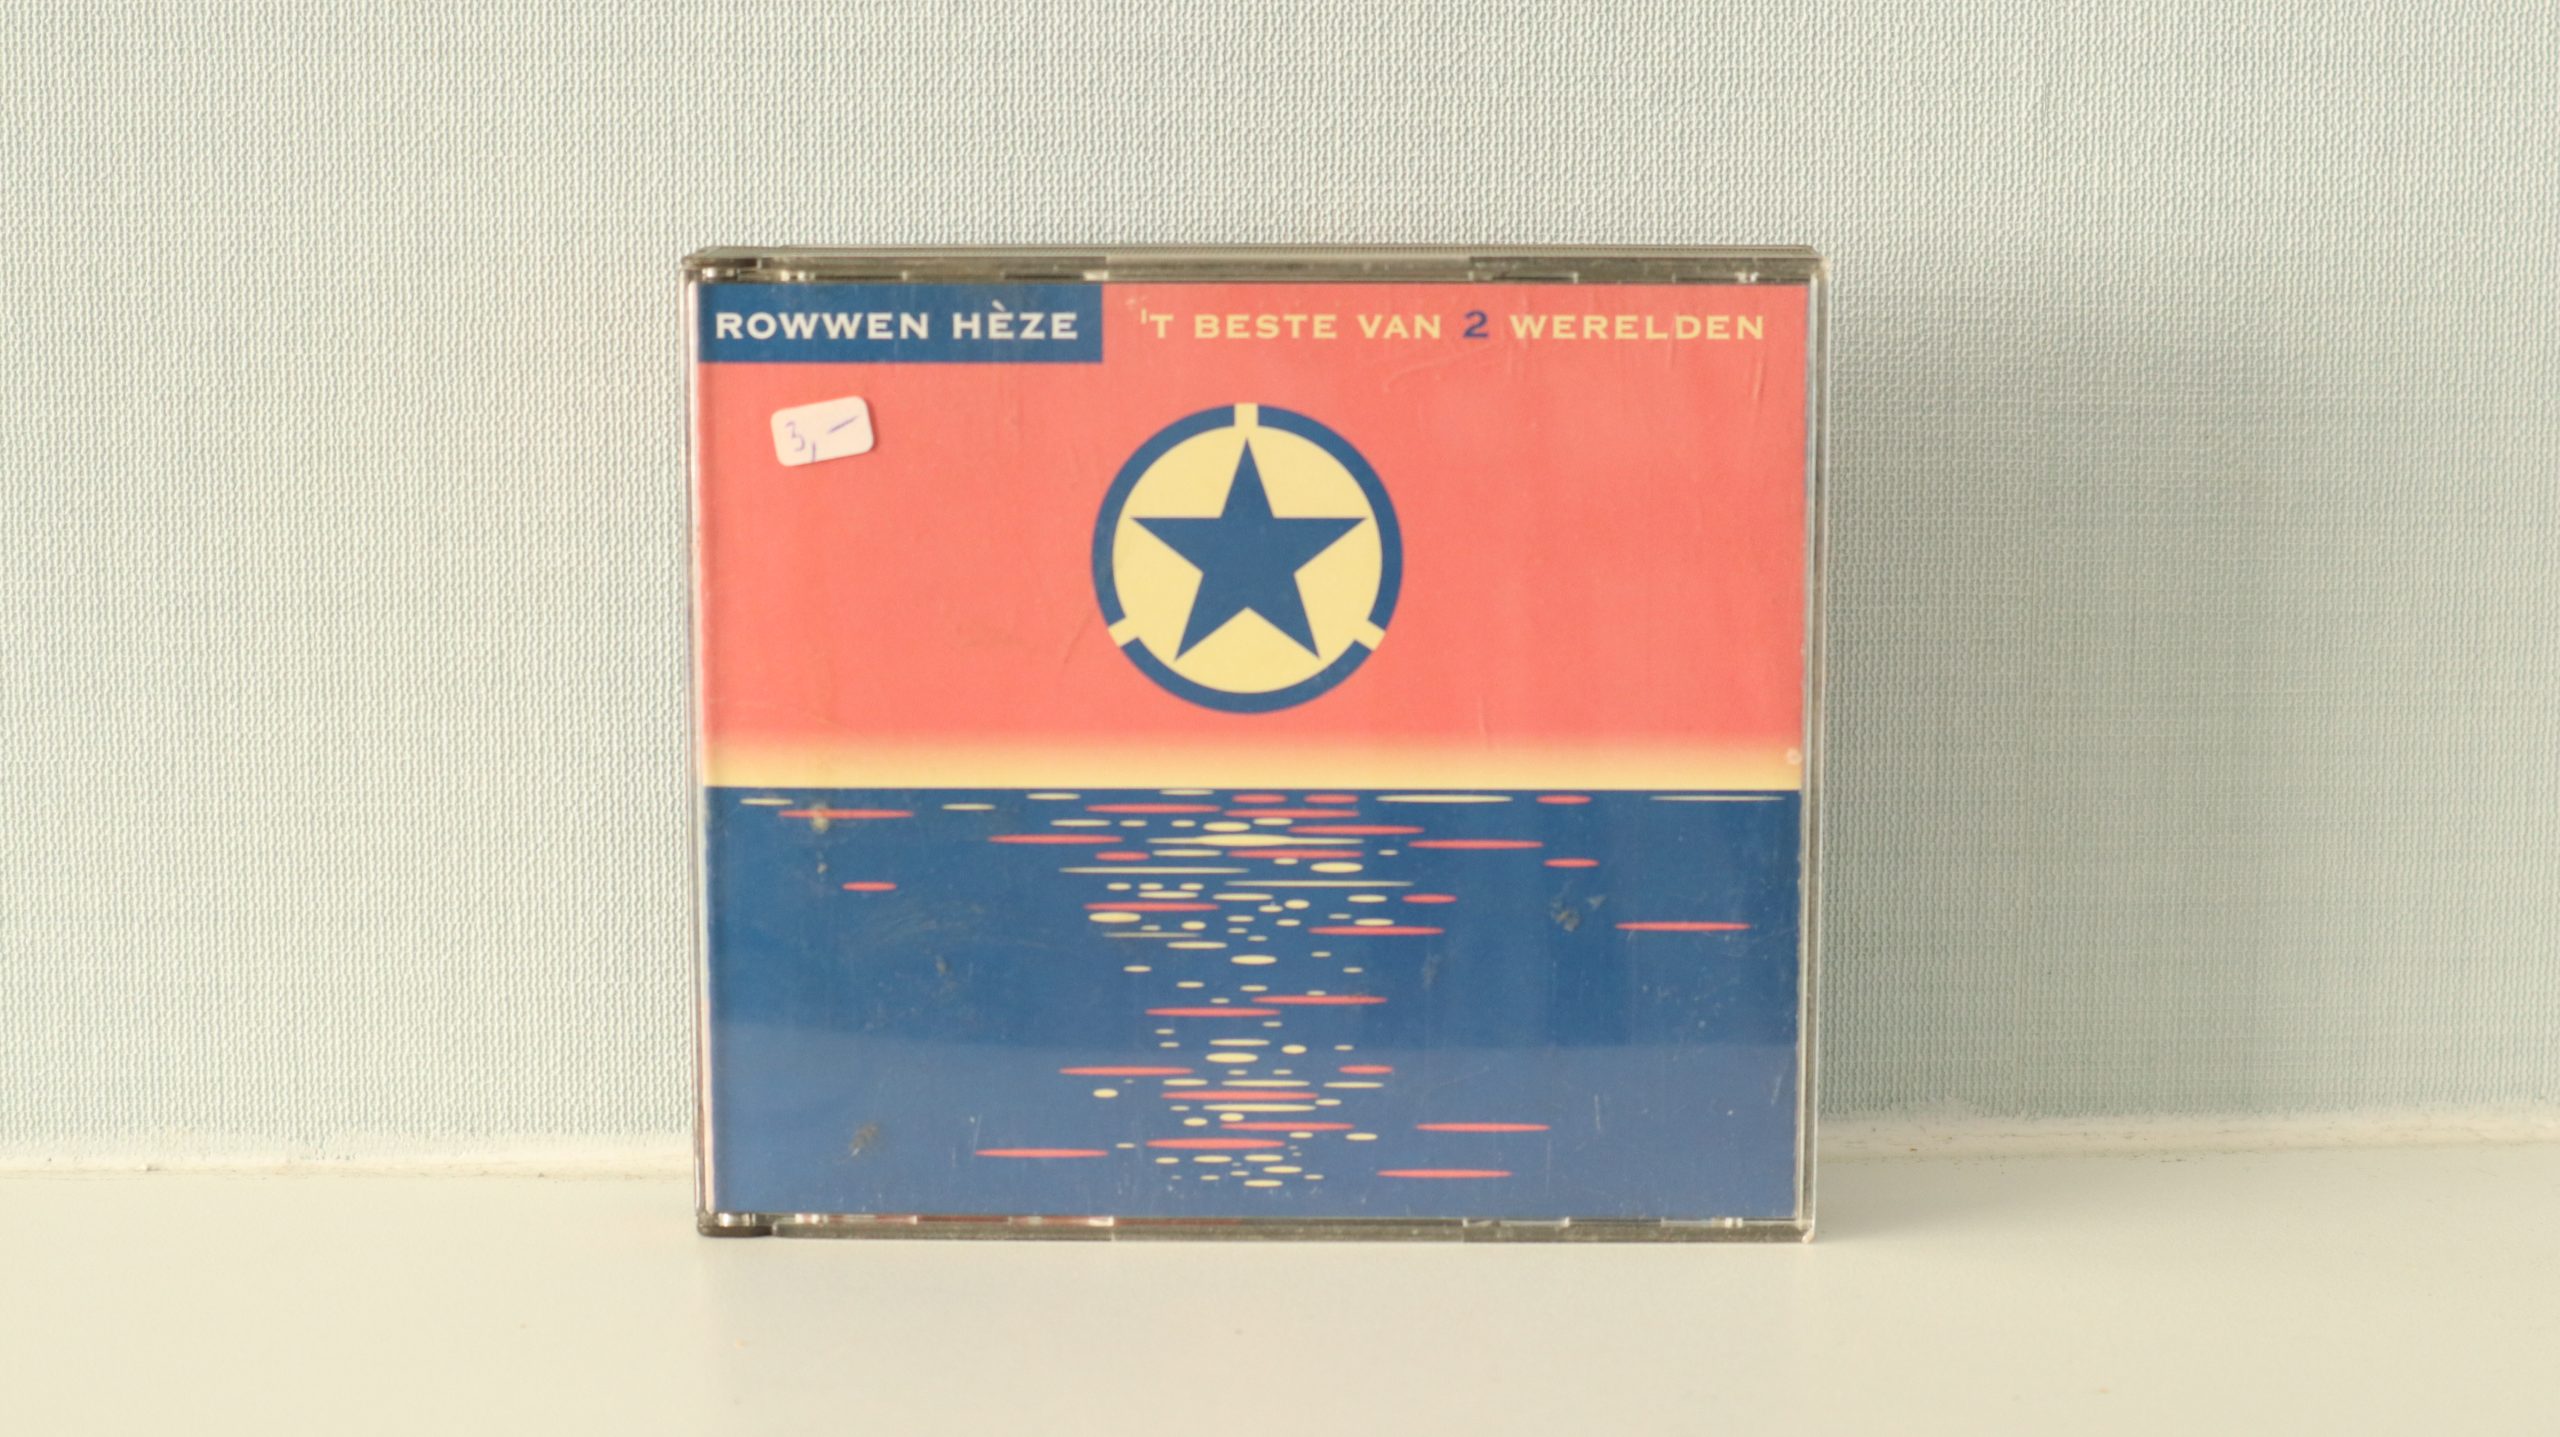 ROWWEN HÈZE
'T BESTE VAN 2 WERELDEN
3,-